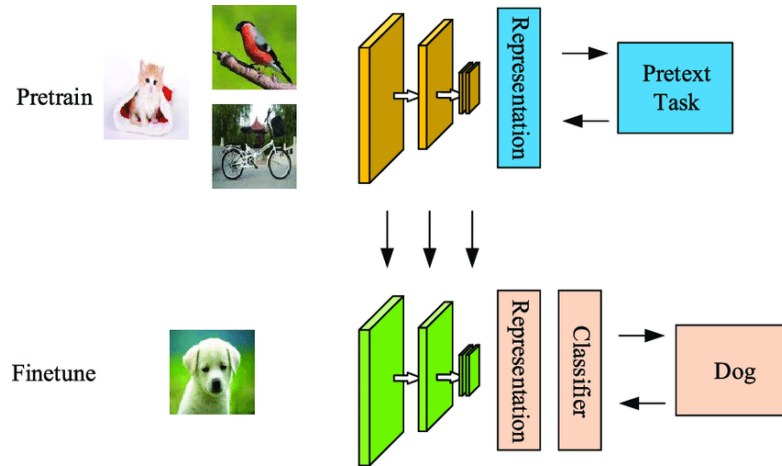 Pretrain
Representation
Pretext
Task
Finetune
Representation
Classifier
Dog